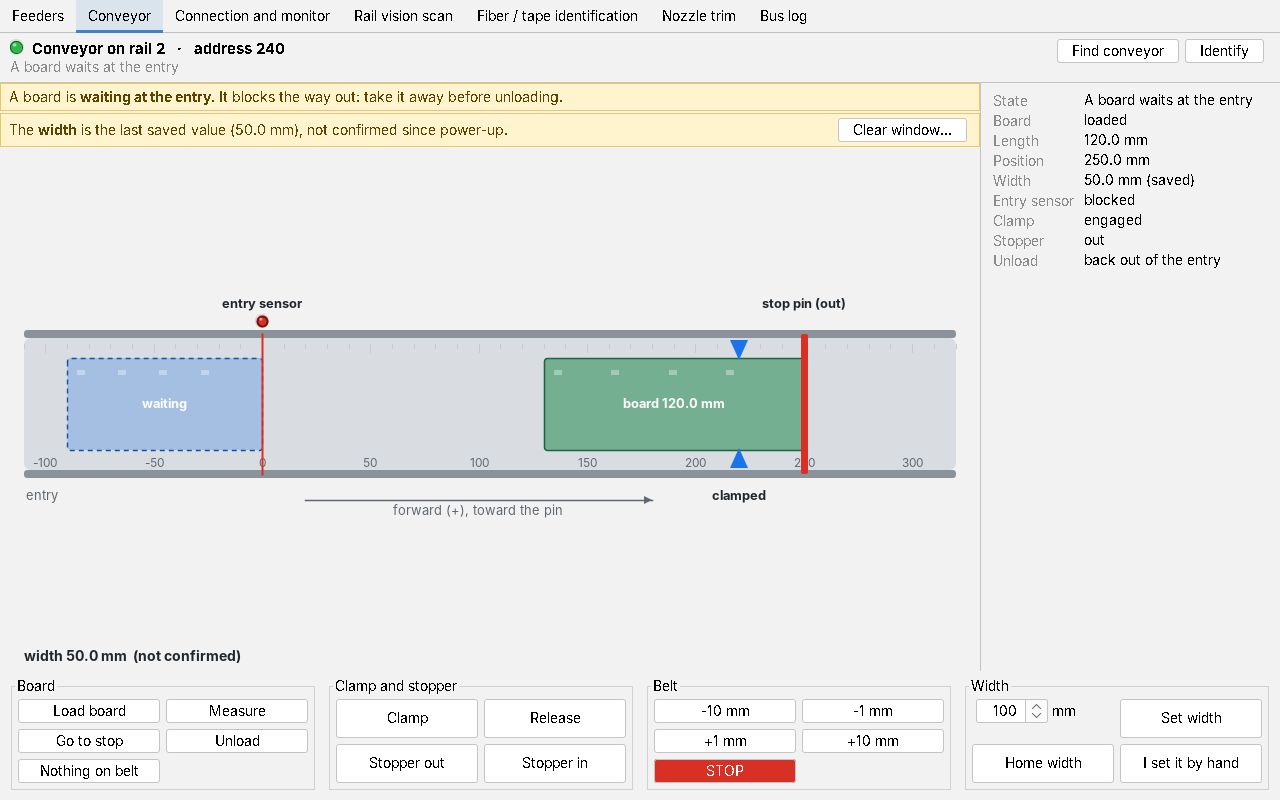 Feeders Conveyor Connection and monitor Rail vision scan Fiber / tape identification Nozzle trim Bus log
Conveyor on rail 2 · address 240
A board waits at the entry
Find conveyor Identify
A board is waiting at the entry. It blocks the way out: take it away before unloading.
The width is the last saved value (50.0 mm), not confirmed since power-up.
Clear window...
State A board waits at the entry
Board loaded
Length 120.0 mm
Position 250.0 mm
Width 50.0 mm (saved)
Entry sensor blocked
Clamp engaged
Stopper out
Unload back out of the entry
entry sensor
stop pin (out)
waiting
board 120.0 mm
-100 -50 0 50 100 150 200 250 300
entry
clamped
forward (+), toward the pin
width 50.0 mm (not confirmed)
Board
Load board Measure
Go to stop Unload
Nothing on belt
Clamp and stopper
Clamp Release
Stopper out Stopper in
Belt
-10 mm -1 mm
+1 mm +10 mm
STOP
Width
100 mm Set width
Home width I set it by hand